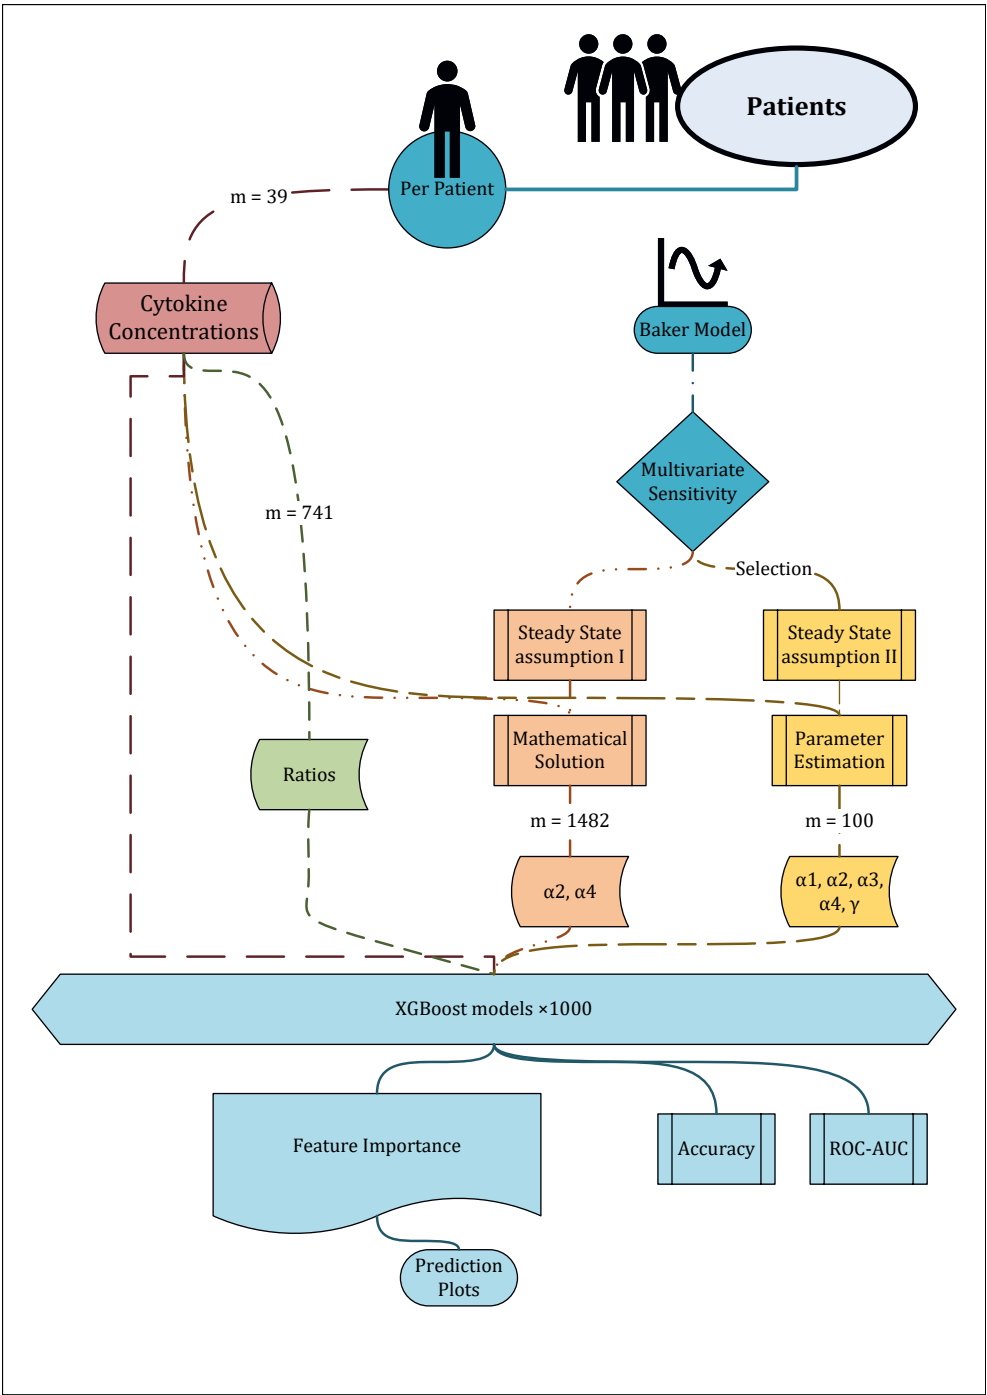 Patients
Per Patient
m = 39
Cytokine
Concentrations
Baker Model
Multivariate
Sensitivity
m = 741
Selection
Steady State
assumption I
Steady State
assumption II
Mathematical
Solution
Parameter
Estimation
Ratios
m = 1482
m = 100
α2, α4
α1, α2, α3,
α4, γ
XGBoost models ×1000
Feature Importance
Accuracy
ROC-AUC
Prediction
Plots